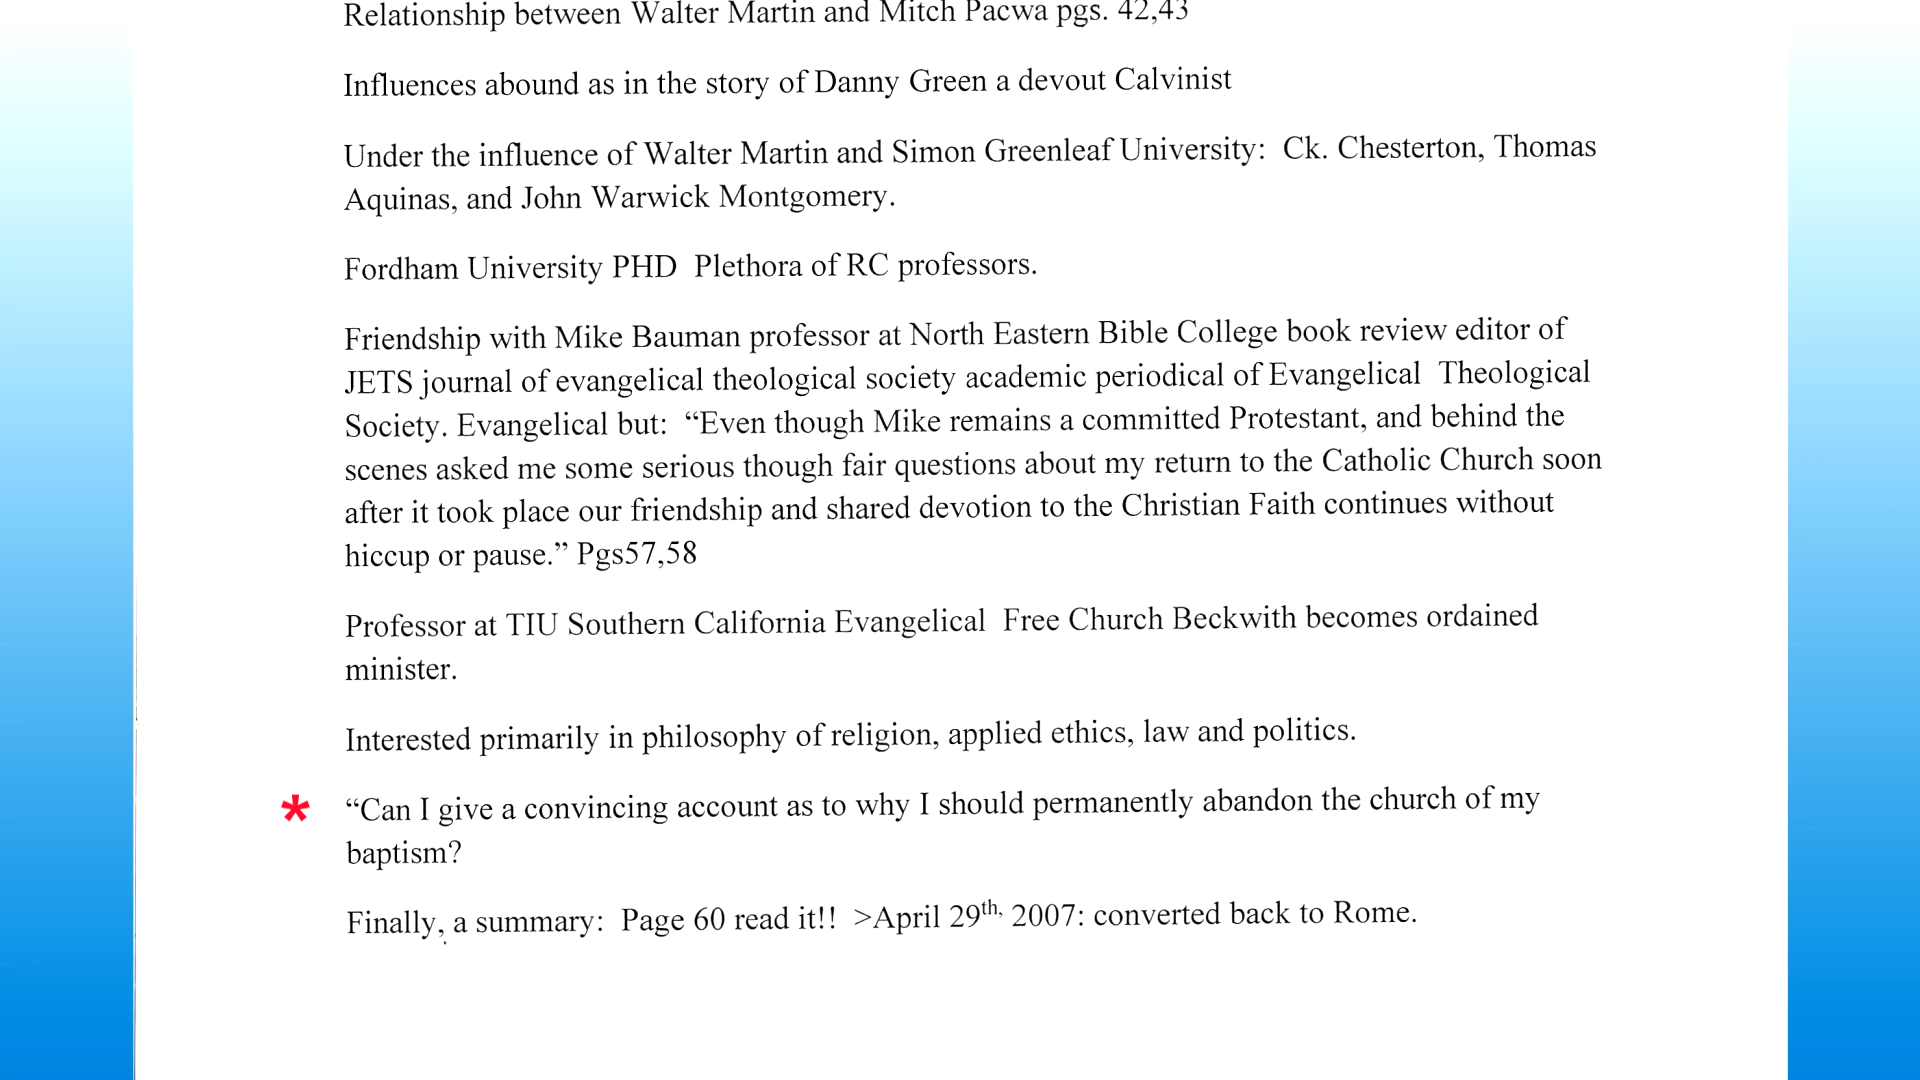 Relationship between Walter Martin and Mitch Pacwa pgs. 42,43
Influences abound as in the story of Danny Green a devout Calvinist
Under the influence of Walter Martin and Simon Greenleaf University:  Ck. Chesterton, Thomas
Aquinas, and John Warwick Montgomery.
Fordham University PHD  Plethora of RC professors.
Friendship with Mike Bauman professor at North Eastern Bible College book review editor of
JETS journal of evangelical theological society academic periodical of Evangelical  Theological
Society. Evangelical but:  “Even though Mike remains a committed Protestant, and behind the
scenes asked me some serious though fair questions about my return to the Catholic Church soon
after it took place our friendship and shared devotion to the Christian Faith continues without
hiccup or pause.” Pgs57,58
Professor at TIU Southern California Evangelical  Free Church Beckwith becomes ordained
minister.
Interested primarily in philosophy of religion, applied ethics, law and politics.
* “Can I give a convincing account as to why I should permanently abandon the church of my
baptism?
Finally, a summary:  Page 60 read it!!  >April 29th, 2007: converted back to Rome.